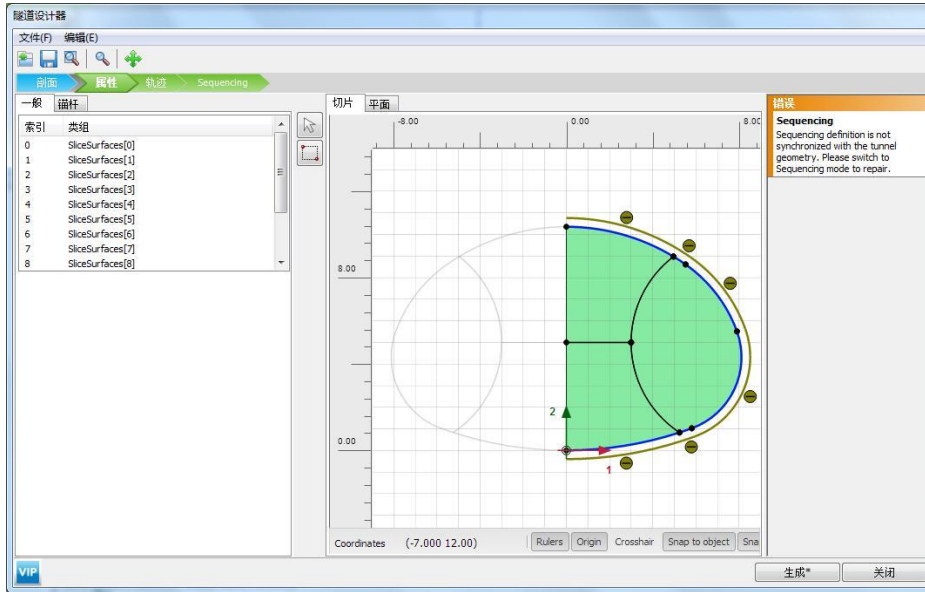 隧道设计器
文件(F) 编辑(E)
剖面 属性 轨迹 Sequencing
一般 锚杆
索引 类组
0 SliceSurfaces[0]
1 SliceSurfaces[1]
2 SliceSurfaces[2]
3 SliceSurfaces[3]
4 SliceSurfaces[4]
5 SliceSurfaces[5]
6 SliceSurfaces[6]
7 SliceSurfaces[7]
8 SliceSurfaces[8]
切片 平面
-8.00 0.00 8.00
8.00
0.00
2
1
Coordinates (-7.000 12.00) Rulers Origin Crosshair Snap to object Sna
错误
Sequencing
Sequencing definition is not
synchronized with the tunnel
geometry. Please switch to
Sequencing mode to repair.
VIP 生成* 关闭